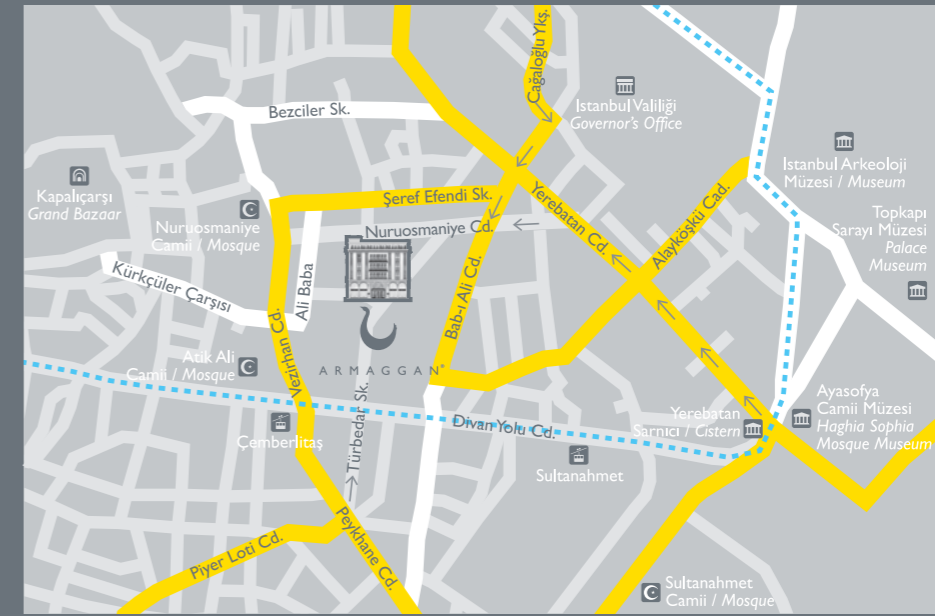 Cağaloğlu Ykş.
Bezciler Sk.
Istanbul Valiliği
Governor's Office
Istanbul Arkeoloji
Müzesi / Museum
Kapalıçarşı
Grand Bazaar
Şeref Efendi Sk.
Yerebatan Cd.
Alayköşkü Cad.
Topkapı
Sarayı Müzesi
Palace
Museum
Nuruosmaniye
Camii / Mosque
Nuruosmaniye Cd.
Kürkçüler Çarşısı
Ali Baba
Bab-ı Ali Cd.
Vezirhan Cd.
Atik Ali
Camii / Mosque
ARMAGGAN®
Türbedar Sk.
Divan Yolu Cd.
Yerebatan
Sarnıcı / Cistern
Ayasofya
Camii Müzesi
Haghia Sophia
Mosque Museum
Çemberlitaş
Sultanahmet
Peykhane Cd.
Piyer Loti Cd.
Sultanahmet
Camii / Mosque